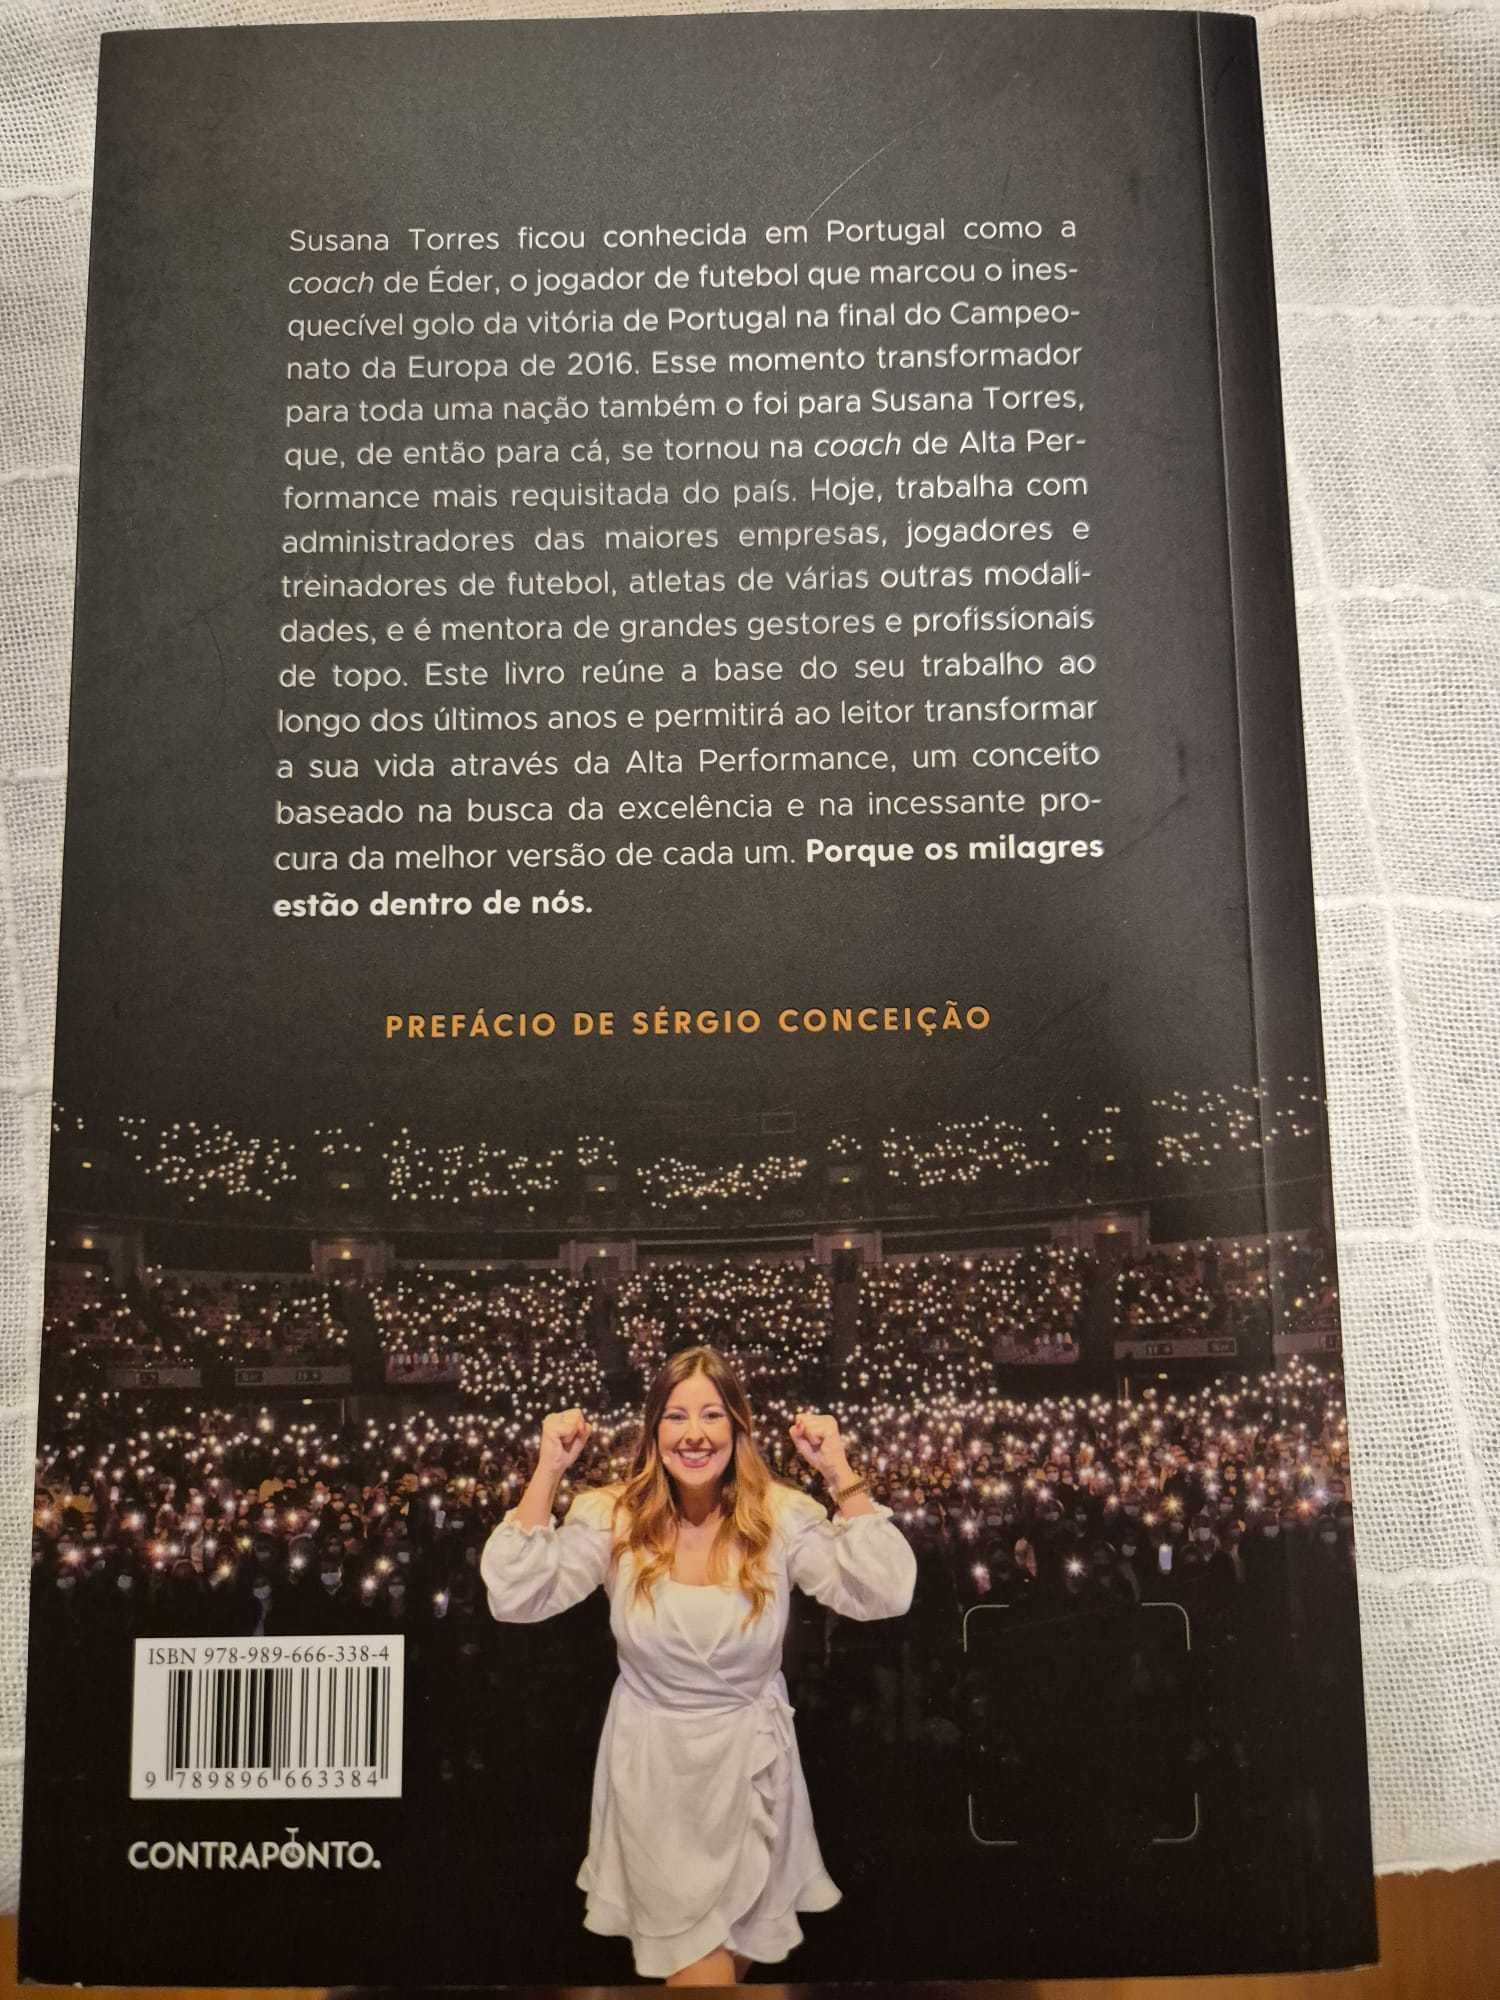 Susana Torres ficou conhecida em Portugal como a
coach de Éder, o jogador de futebol que marcou o ines-
quecível golo da vitória de Portugal na final do Campeo-
nato da Europa de 2016. Esse momento transformador
para toda uma nação também o foi para Susana Torres,
que, de então para cá, se tornou na coach de Alta Per-
formance mais requisitada do país. Hoje, trabalha com
administradores das maiores empresas, jogadores e
treinadores de futebol, atletas de várias outras modali-
dades, e é mentora de grandes gestores e profissionais
de topo. Este livro reúne a base do seu trabalho ao
longo dos últimos anos e permitirá ao leitor transformar
a sua vida através da Alta Performance, um conceito
baseado na busca da excelência e na incessante pro-
cura da melhor versão de cada um. Porque os milagres
estão dentro de nós.
PREFÁCIO DE SÉRGIO CONCEIÇÃO
ISBN 978-989-666-338-4
9 789896 663384
CONTRAPONTO.